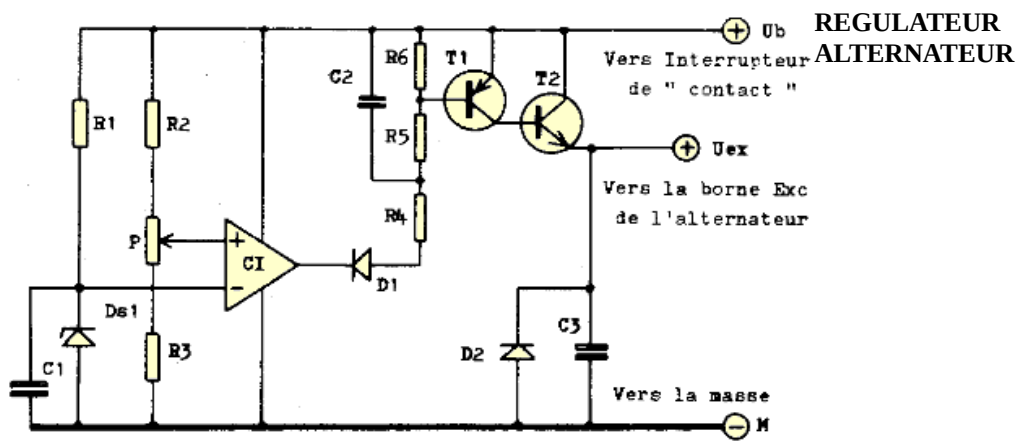 REGULATEUR
ALTERNATEUR
Ub
Vers Interrupteur
de " contact "
T1
T2
R6
C2
R5
R4
R1
R2
Uex
Vers la borne Exc
de l'alternateur
P
+
CI
-
D1
Ds1
C1
R3
D2
C3
Vers la masse
M